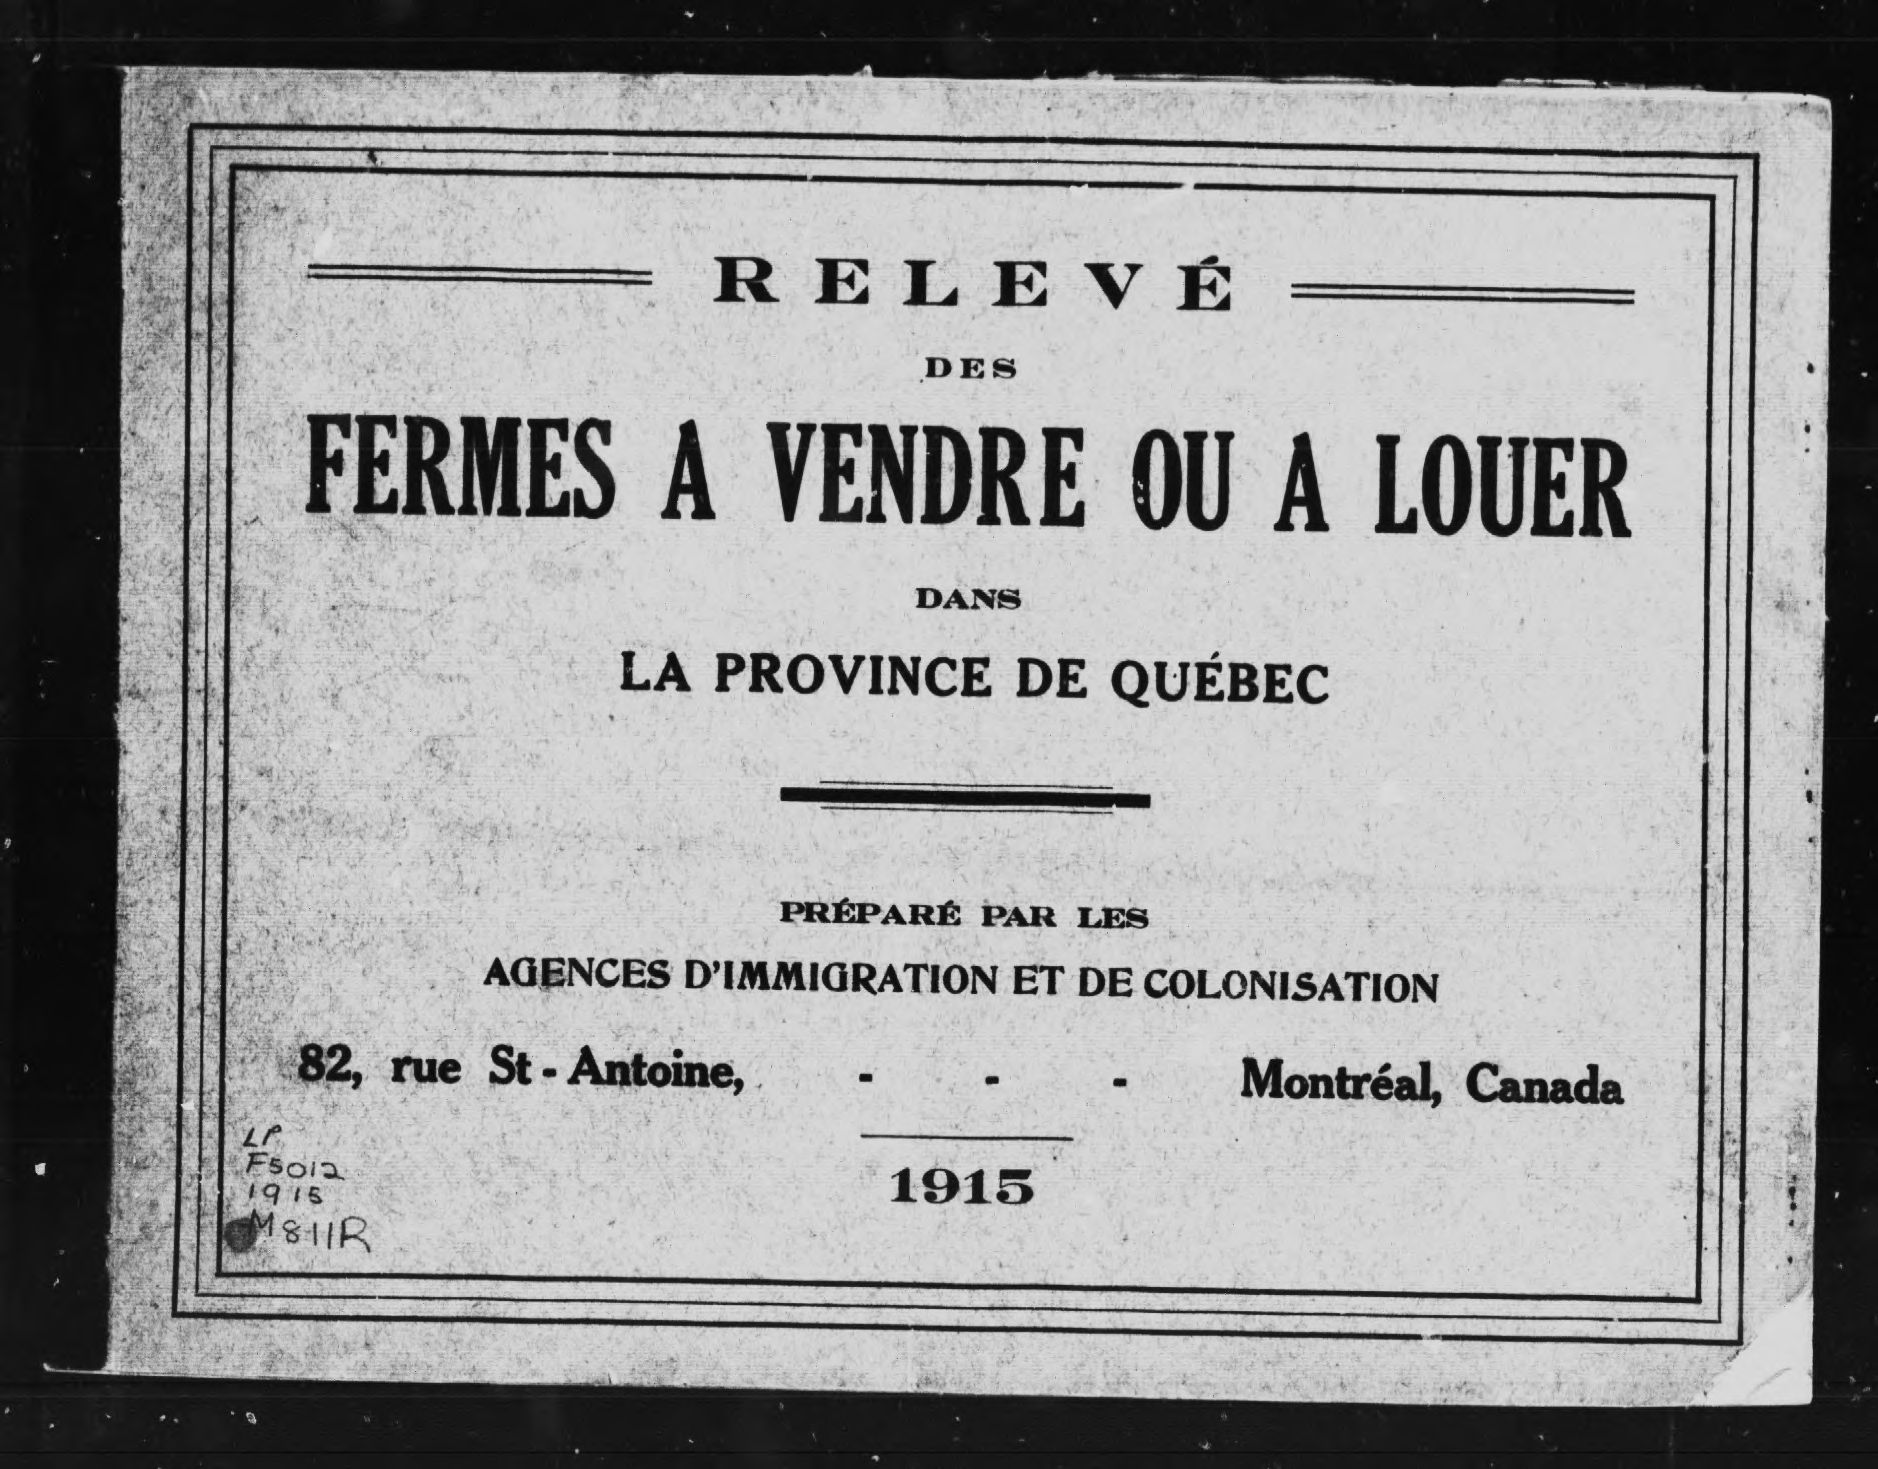 RELEVÉ
DES
FERMES A VENDRE OU A LOUER
DANS
LA PROVINCE DE QUÉBEC
PRÉPARÉ PAR LES
AGENCES D'IMMIGRATION ET DE COLONISATION
82, rue St-Antoine, - - - Montréal, Canada
1915
LP
F5012
1915
M811R